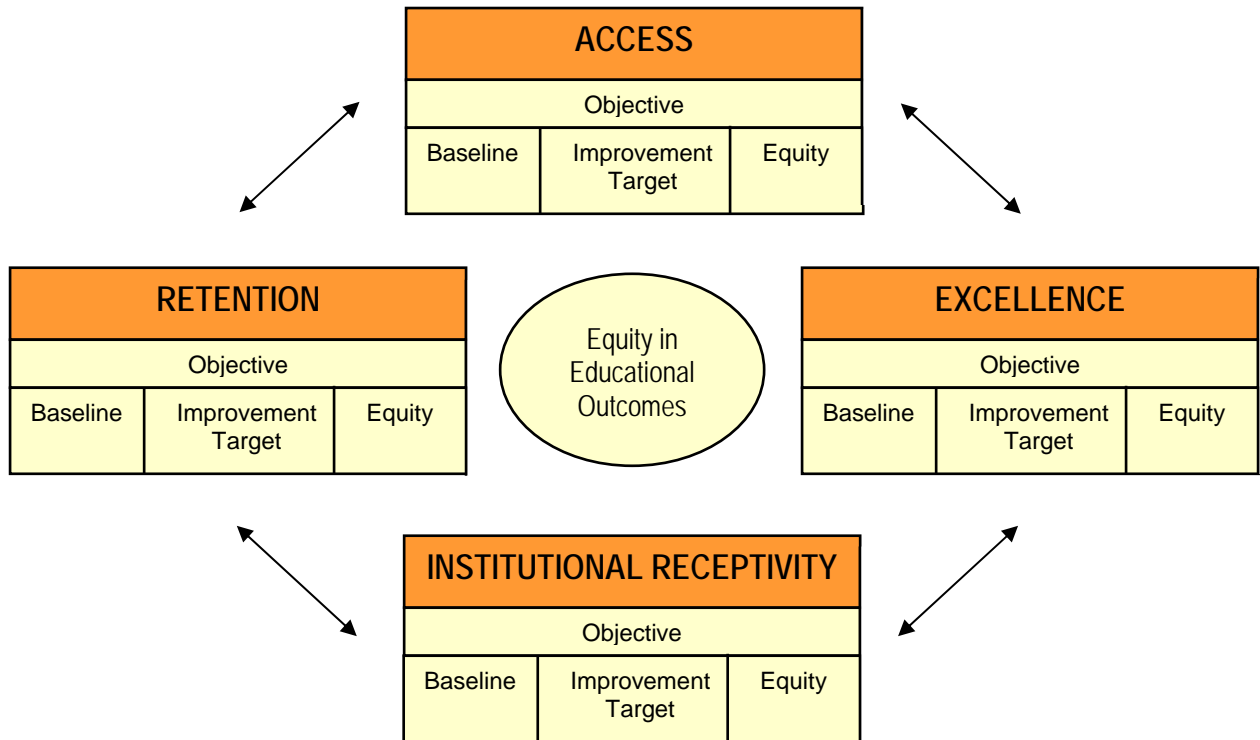 ACCESS
Objective
Baseline
Improvement
Target
Equity
RETENTION
Objective
Baseline
Improvement
Target
Equity
Equity in
Educational
Outcomes
EXCELLENCE
Objective
Baseline
Improvement
Target
Equity
INSTITUTIONAL RECEPTIVITY
Objective
Baseline
Improvement
Target
Equity